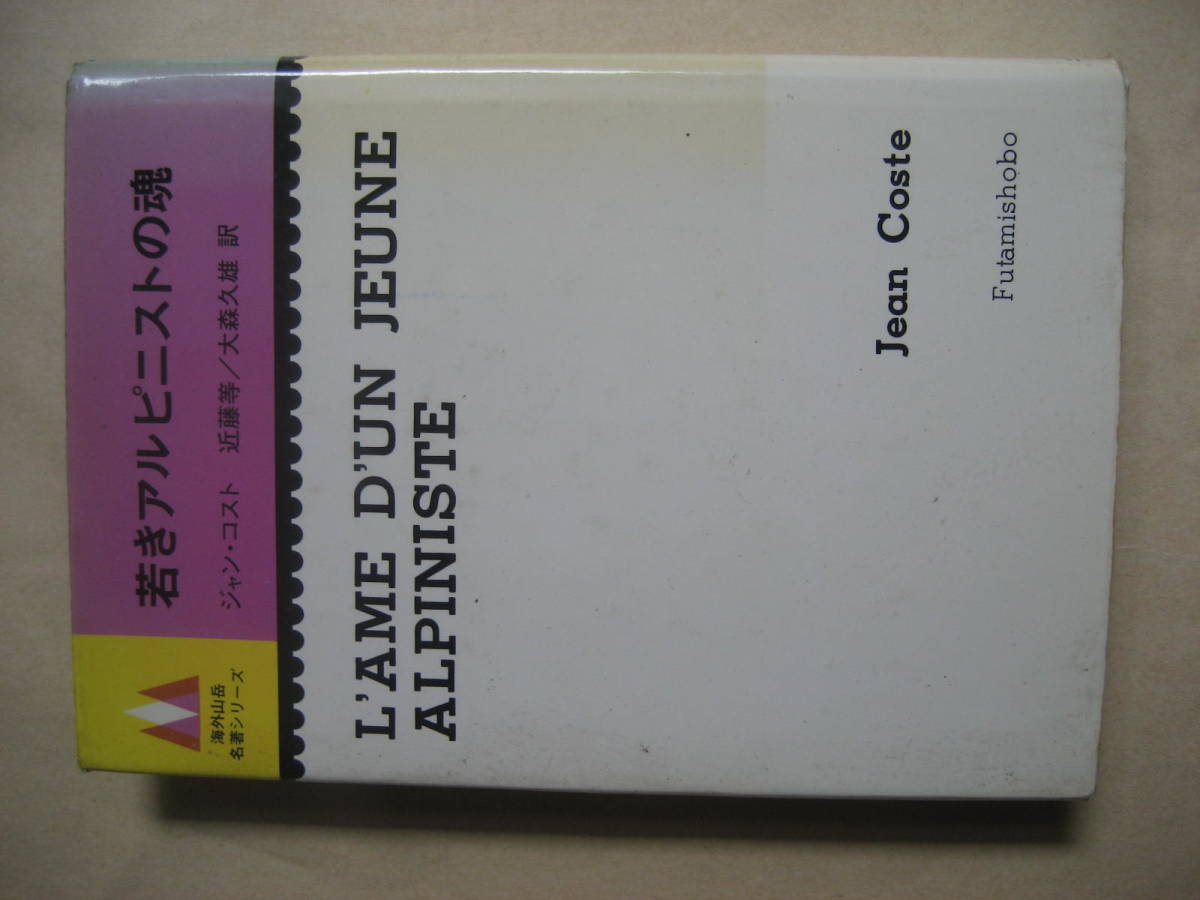 若きアルピニストの魂
ジャン・コスト 近藤等／大森久雄 訳
海外山岳
名著シリーズ
L'AME D'UN JEUNE
ALPINISTE
Jean Coste
Futamishobo